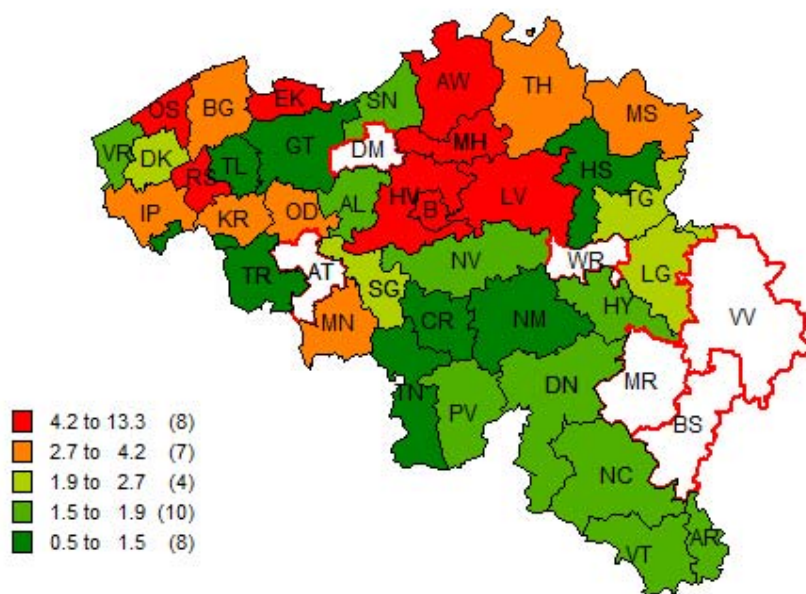 AW
TH
OS
BG
EK
SN
MS
VR
DK
TL
GT
DM
MH
HS
RS
IP
KR
OD
AL
HV
B
LV
TG
TR
AT
SG
NV
WR
LG
HY
VV
MN
CR
NM
TN
PV
DN
MR
BS
NC
VT
AR
4.2 to 13.3 (8)
2.7 to 4.2 (7)
1.9 to 2.7 (4)
1.5 to 1.9 (10)
0.5 to 1.5 (8)